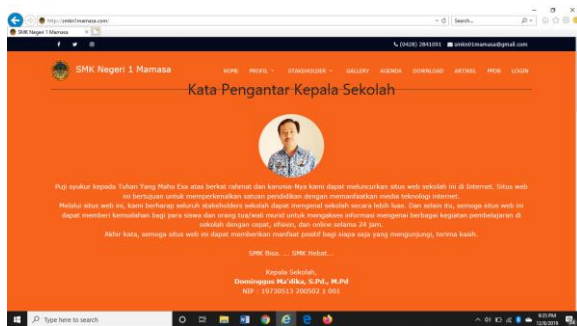 http://smkn1mamasa.com/
Search...
SMK Negeri 1 Mamasa
(0428) 2841091 smkn01mamasa@gmail.com
SMK Negeri 1 Mamasa
HOME PROFIL STAKEHOLDER GALLERY AGENDA DOWNLOAD ARTIKEL PPDB LOGIN
Kata Pengantar Kepala Sekolah
Puji syukur kepada Tuhan Yang Maha Esa atas berkat rahmat dan karunia-Nya kami dapat meluncurkan situs web sekolah ini di Internet. Situs web
ini bertujuan untuk memperkenalkan satuan pendidikan dengan memanfaatkan media teknologi internet.
Melalui situs web ini, kami berharap seluruh stakeholders sekolah dapat mengenal sekolah secara lebih luas. Dan selain itu, semoga situs web ini
dapat memberi kemudahan bagi para siswa dan orang tua/wali murid untuk mengakses informasi mengenai berbagai kegiatan pembelajaran di
sekolah dengan cepat, efisien, dan online selama 24 jam.
Akhir kata, semoga situs web ini dapat memberikan manfaat positif bagi siapa saja yang mengunjungi, terima kasih.
SMK Bisa. ... SMK Hebat...
Kepala Sekolah,
Dominggus Ma'dika, S.Pd., M.Pd
NIP : 19730513 200502 1 001
Type here to search
9:31 PM
12/8/2019